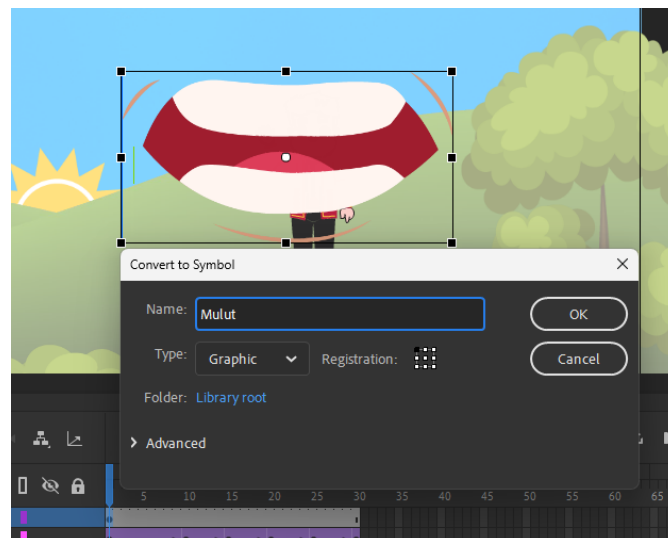 Convert to Symbol
Name: Mulut
OK
Type: Graphic Registration:
Cancel
Folder: Library root
Advanced
5 10 15 20 25 30 35 40 45 50 55 60 65